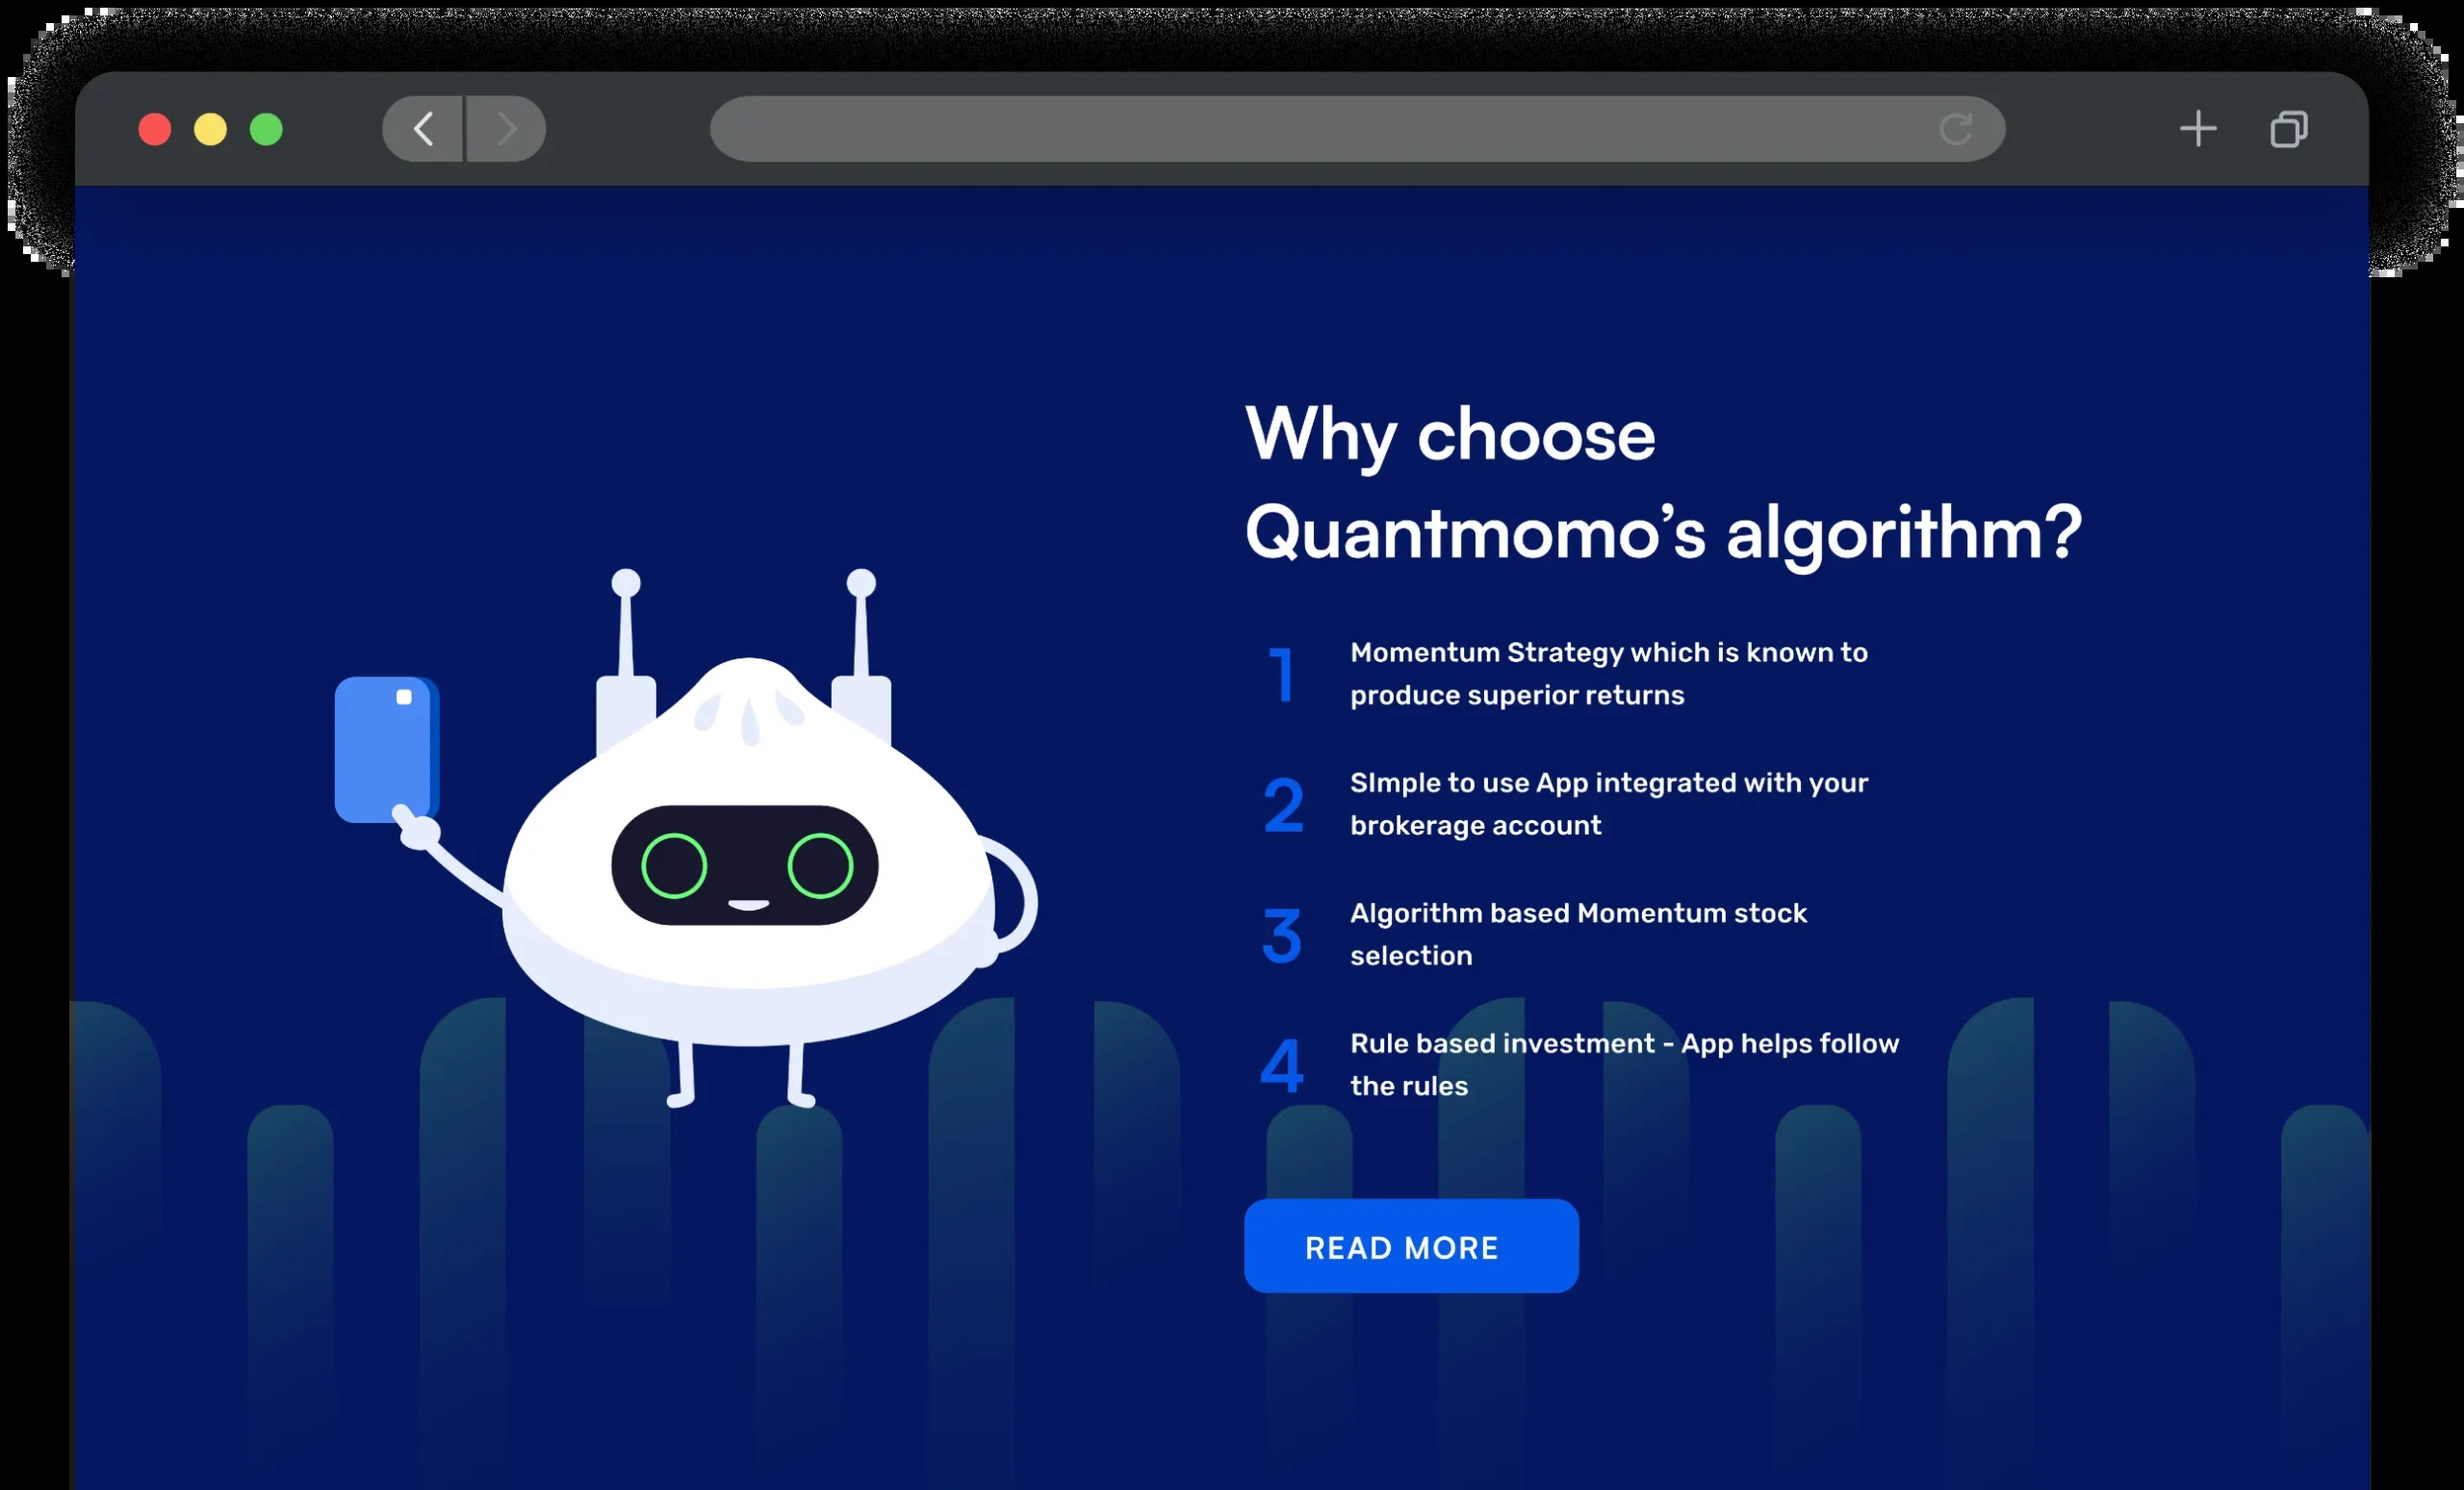 Why choose
Quantmomo’s algorithm?
1
Momentum Strategy which is known to
produce superior returns
2
SImple to use App integrated with your
brokerage account
3
Algorithm based Momentum stock
selection
4
Rule based investment - App helps follow
the rules
READ MORE